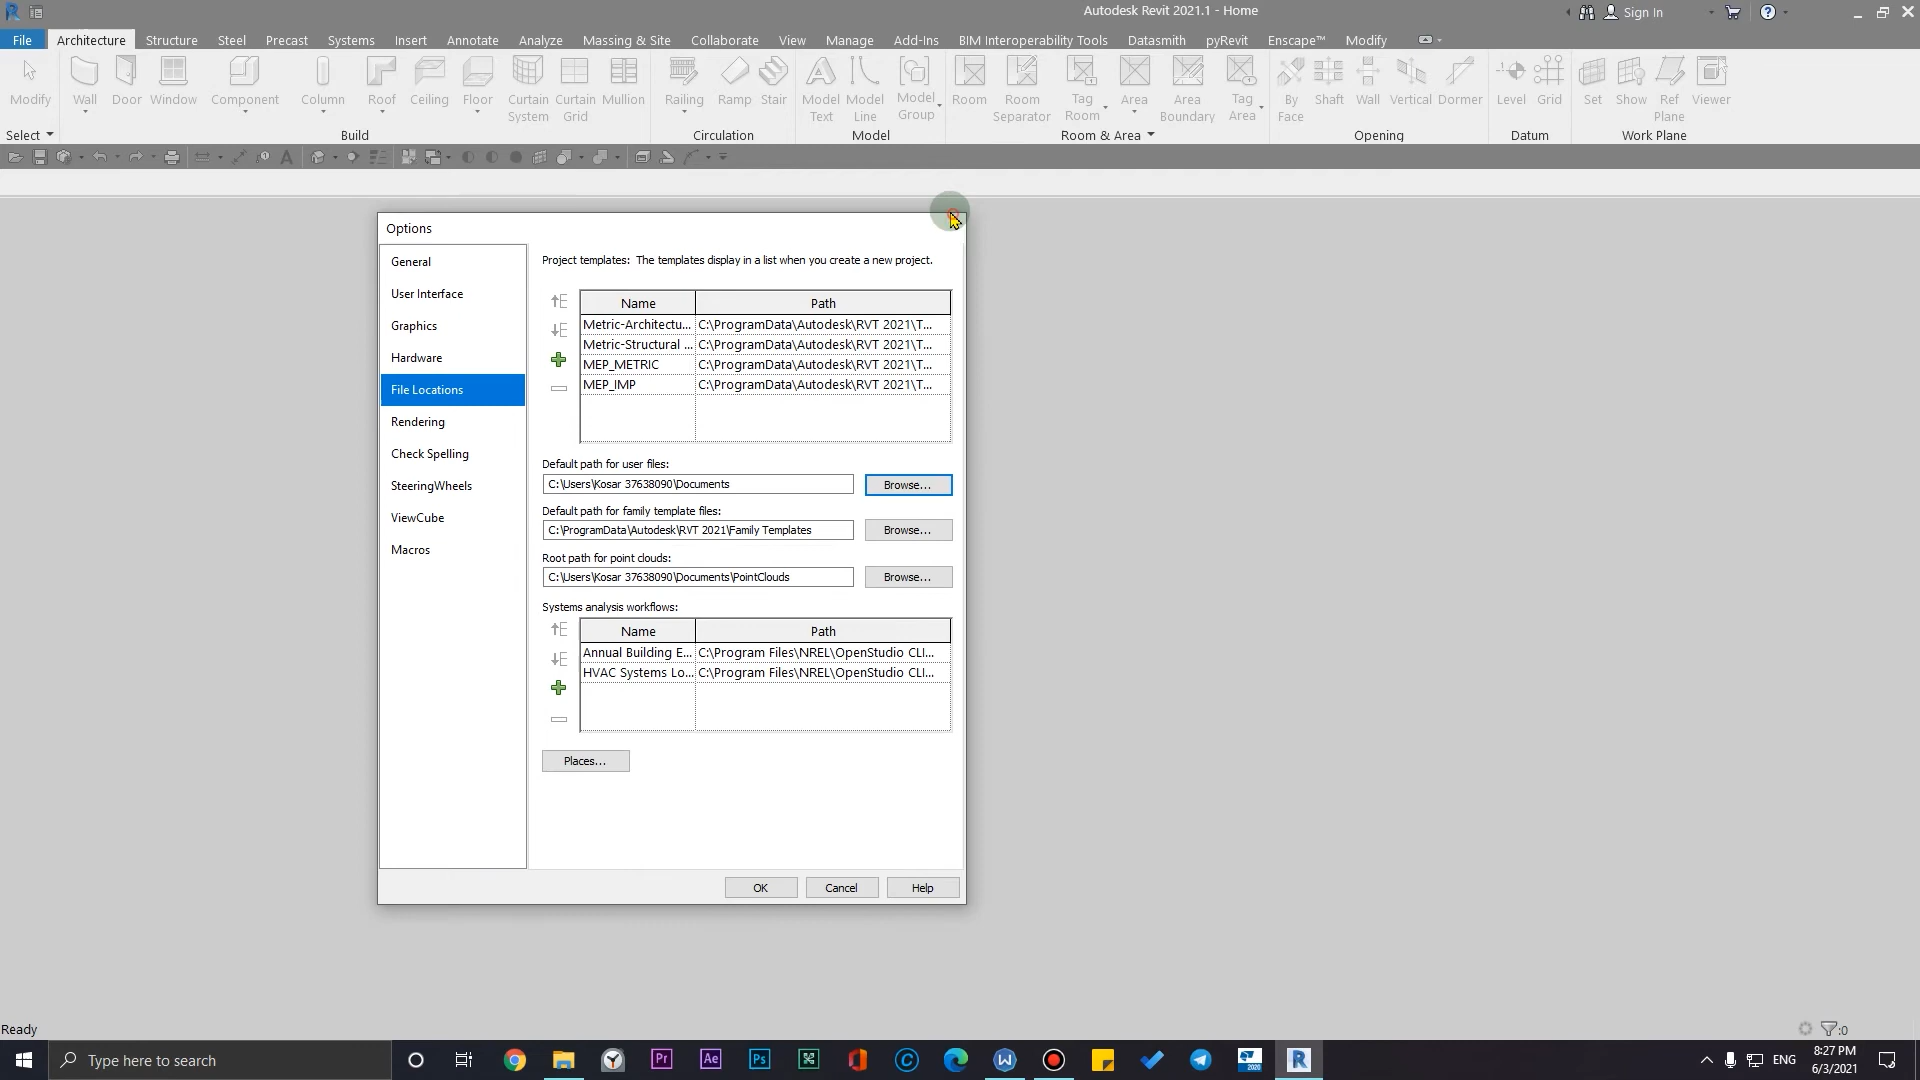 Autodesk Revit 2021.1 - Home
Sign In
File Architecture Structure Steel Precast Systems Insert Annotate Analyze Massing & Site Collaborate View Manage Add-Ins BIM Interoperability Tools Datasmith pyRevit Enscape™ Modify
Modify Wall Door Window Component Column Roof Ceiling Floor Curtain System Curtain Grid Mullion Railing Ramp Stair Model Text Model Line Model Group Room Room Separator Tag Room Area Area Boundary Tag Area By Face Shaft Wall Vertical Dormer Level Grid Set Show Ref Plane Viewer
Select Build Circulation Model Room & Area Opening Datum Work Plane
Options
General
User Interface
Graphics
Hardware
File Locations
Rendering
Check Spelling
SteeringWheels
ViewCube
Macros
Project templates: The templates display in a list when you create a new project.
Name Path
Metric-Architectu... C:\ProgramData\Autodesk\RVT 2021\T...
Metric-Structural ... C:\ProgramData\Autodesk\RVT 2021\T...
MEP_METRIC C:\ProgramData\Autodesk\RVT 2021\T...
MEP_IMP C:\ProgramData\Autodesk\RVT 2021\T...
Default path for user files:
C:\Users\Kosar 37638090\Documents Browse...
Default path for family template files:
C:\ProgramData\Autodesk\RVT 2021\Family Templates Browse...
Root path for point clouds:
C:\Users\Kosar 37638090\Documents\PointClouds Browse...
Systems analysis workflows:
Name Path
Annual Building E... C:\Program Files\NREL\OpenStudio CLI...
HVAC Systems Lo... C:\Program Files\NREL\OpenStudio CLI...
Places...
OK Cancel Help
Ready
:0
Type here to search
Pr Ae Ps
2020
ENG
8:27 PM
6/3/2021